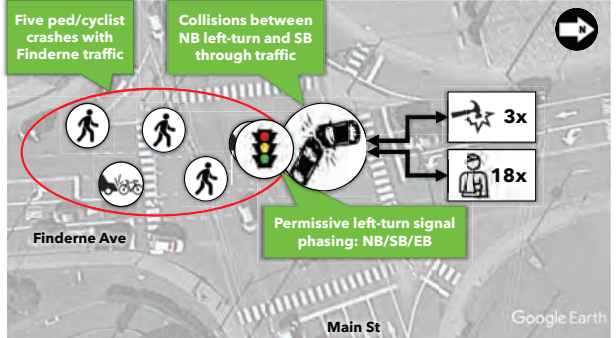 Five ped/cyclist
crashes with
Finderne traffic
Collisions between
NB left-turn and SB
through traffic
N
3x
18x
Permissive left-turn signal
phasing: NB/SB/EB
Finderne Ave
Main St
Google Earth